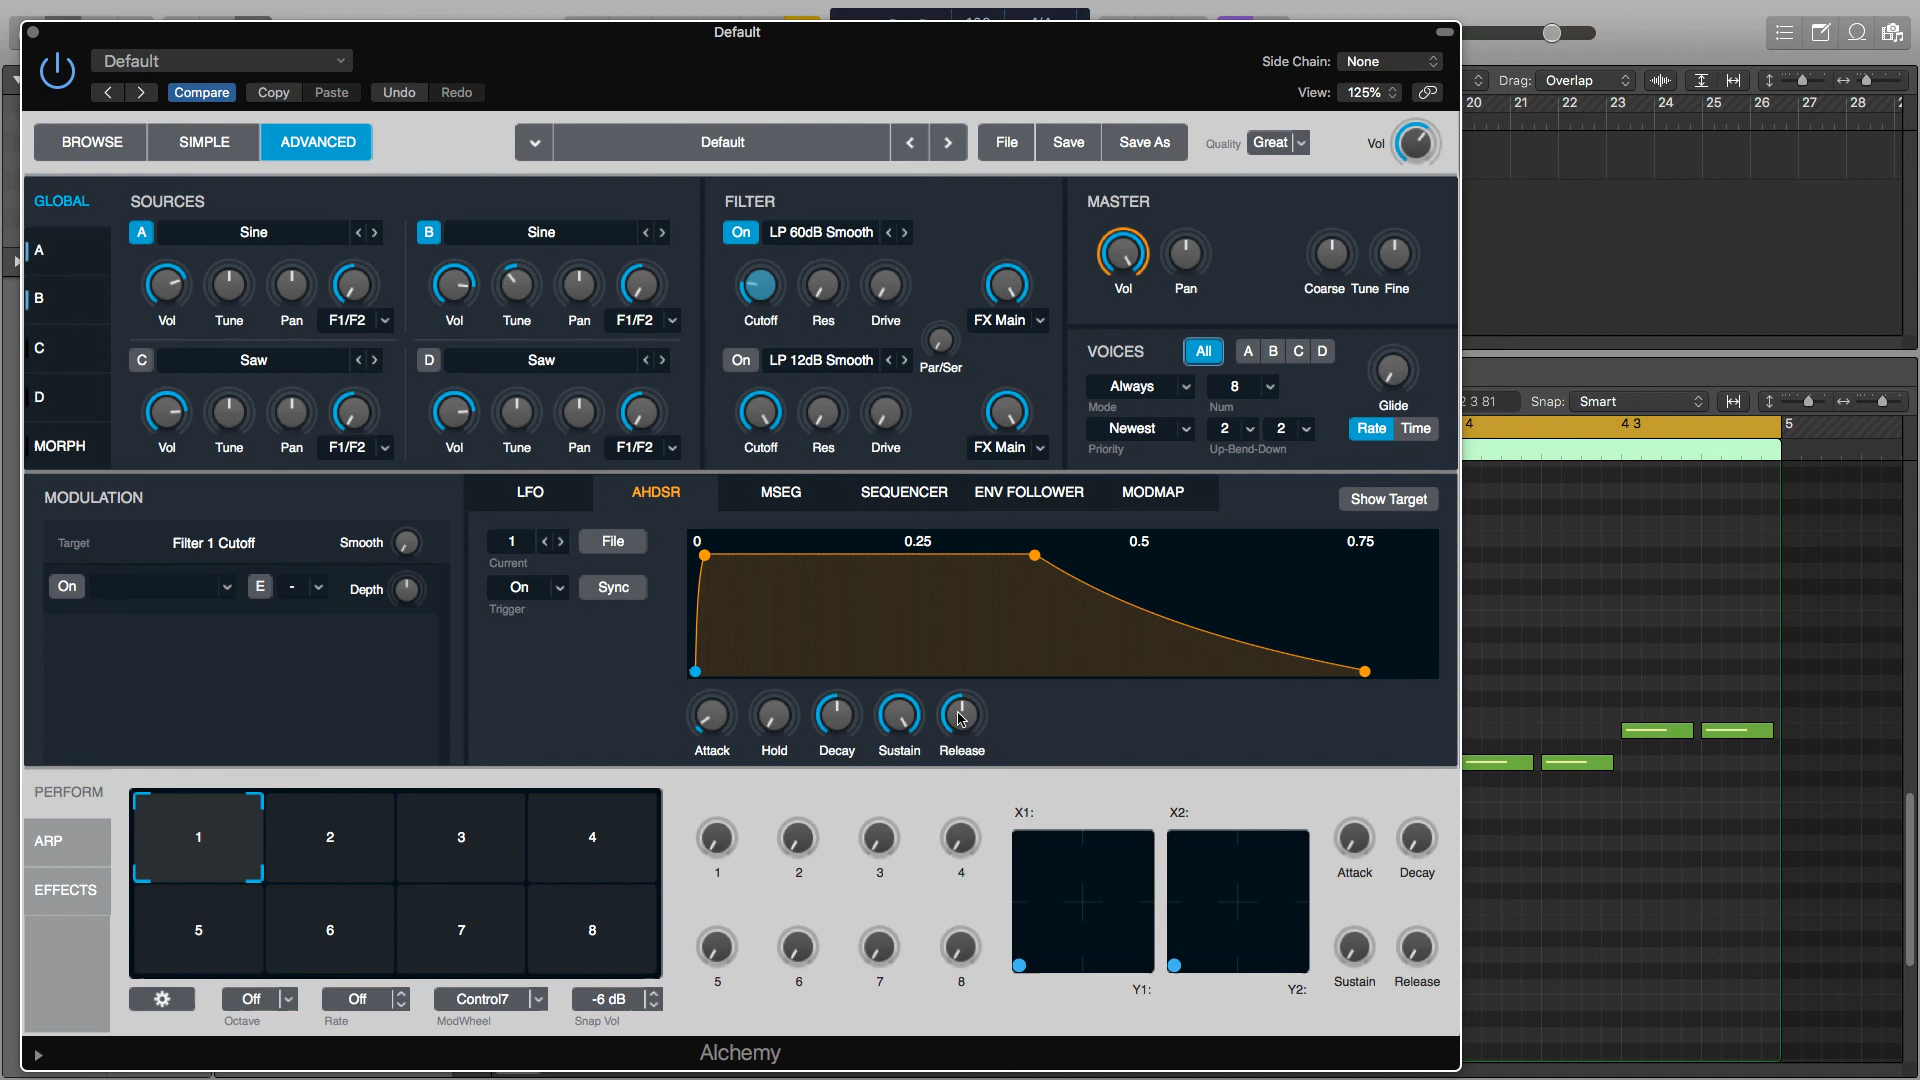 Default
Default
Side Chain: None
Compare Copy Paste Undo Redo
View: 125%
Drag: Overlap
20 21 22 23 24 25 26 27 28
BROWSE SIMPLE ADVANCED
Default
File Save Save As
Quality Great
Vol
GLOBAL
A
B
C
D
MORPH
SOURCES
A Sine
Vol Tune Pan F1/F2
B Sine
Vol Tune Pan F1/F2
C Saw
Vol Tune Pan F1/F2
D Saw
Vol Tune Pan F1/F2
FILTER
On LP 60dB Smooth
Cutoff Res Drive FX Main
Par/Ser
On LP 12dB Smooth
Cutoff Res Drive FX Main
MASTER
Vol Pan Coarse Tune Fine
VOICES All A B C D
Always 8
Mode Num
Newest 2 2
Priority Up-Bend-Down
Glide
Rate Time
2 3 81 Snap: Smart
4 4 3 5
MODULATION
Target Filter 1 Cutoff Smooth
On E - Depth
LFO AHDSR MSEG SEQUENCER ENV FOLLOWER MODMAP
Show Target
1 File
Current
On Sync
Trigger
0 0.25 0.5 0.75
Attack Hold Decay Sustain Release
PERFORM
ARP
EFFECTS
1 2 3 4
5 6 7 8
Off Off Control7 -6 dB
Octave Rate ModWheel Snap Vol
1 2 3 4
5 6 7 8
X1: X2:
Y1: Y2:
Attack Decay
Sustain Release
Alchemy